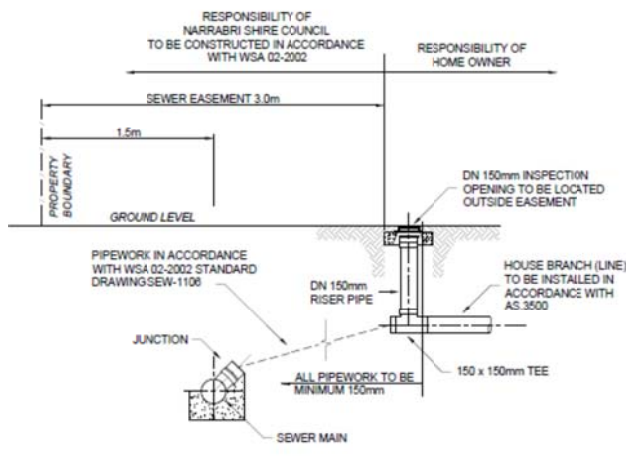 RESPONSIBILITY OF
NARRABRI SHIRE COUNCIL
TO BE CONSTRUCTED IN ACCORDANCE
WITH WSA 02-2002
RESPONSIBILITY OF
HOME OWNER
SEWER EASEMENT 3.0m
1.5m
PROPERTY
BOUNDARY
GROUND LEVEL
DN 150mm INSPECTION
OPENING TO BE LOCATED
OUTSIDE EASEMENT
PIPEWORK IN ACCORDANCE
WITH WSA 02-2002 STANDARD
DRAWING SEW-1106
DN 150mm
RISER PIPE
HOUSE BRANCH (LINE)
TO BE INSTALLED IN
ACCORDANCE WITH
AS.3500
JUNCTION
150 x 150mm TEE
ALL PIPEWORK TO BE
MINIMUM 150mm
SEWER MAIN